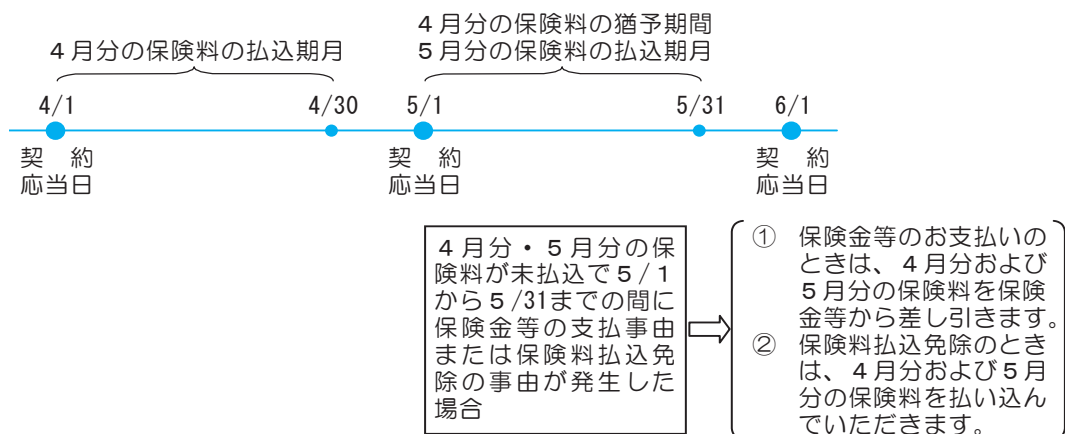 4月分の保険料の払込期月
4月分の保険料の猶予期間
5月分の保険料の払込期月
4/1
4/30
5/1
5/31
6/1
契　約
応当日
契　約
応当日
契　約
応当日
4月分・5月分の保
険料が未払込で5/1
から5/31までの間に
保険金等の支払事由
または保険料払込免
除の事由が発生した
場合
①　保険金等のお支払いの
ときは、4月分および
5月分の保険料を保険
金等から差し引きます。
②　保険料払込免除のとき
は、4月分および5月
分の保険料を払い込ん
でいただきます。